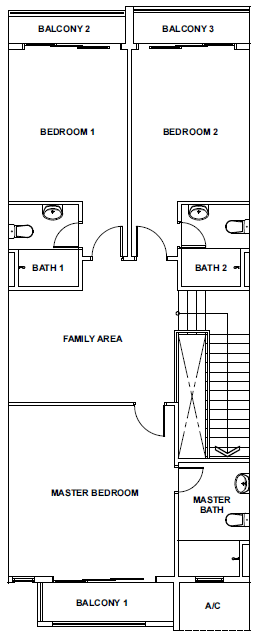 BALCONY 2
BALCONY 3
BEDROOM 1
BEDROOM 2
BATH 1
BATH 2
FAMILY AREA
MASTER BEDROOM
MASTER
BATH
BALCONY 1
A/C